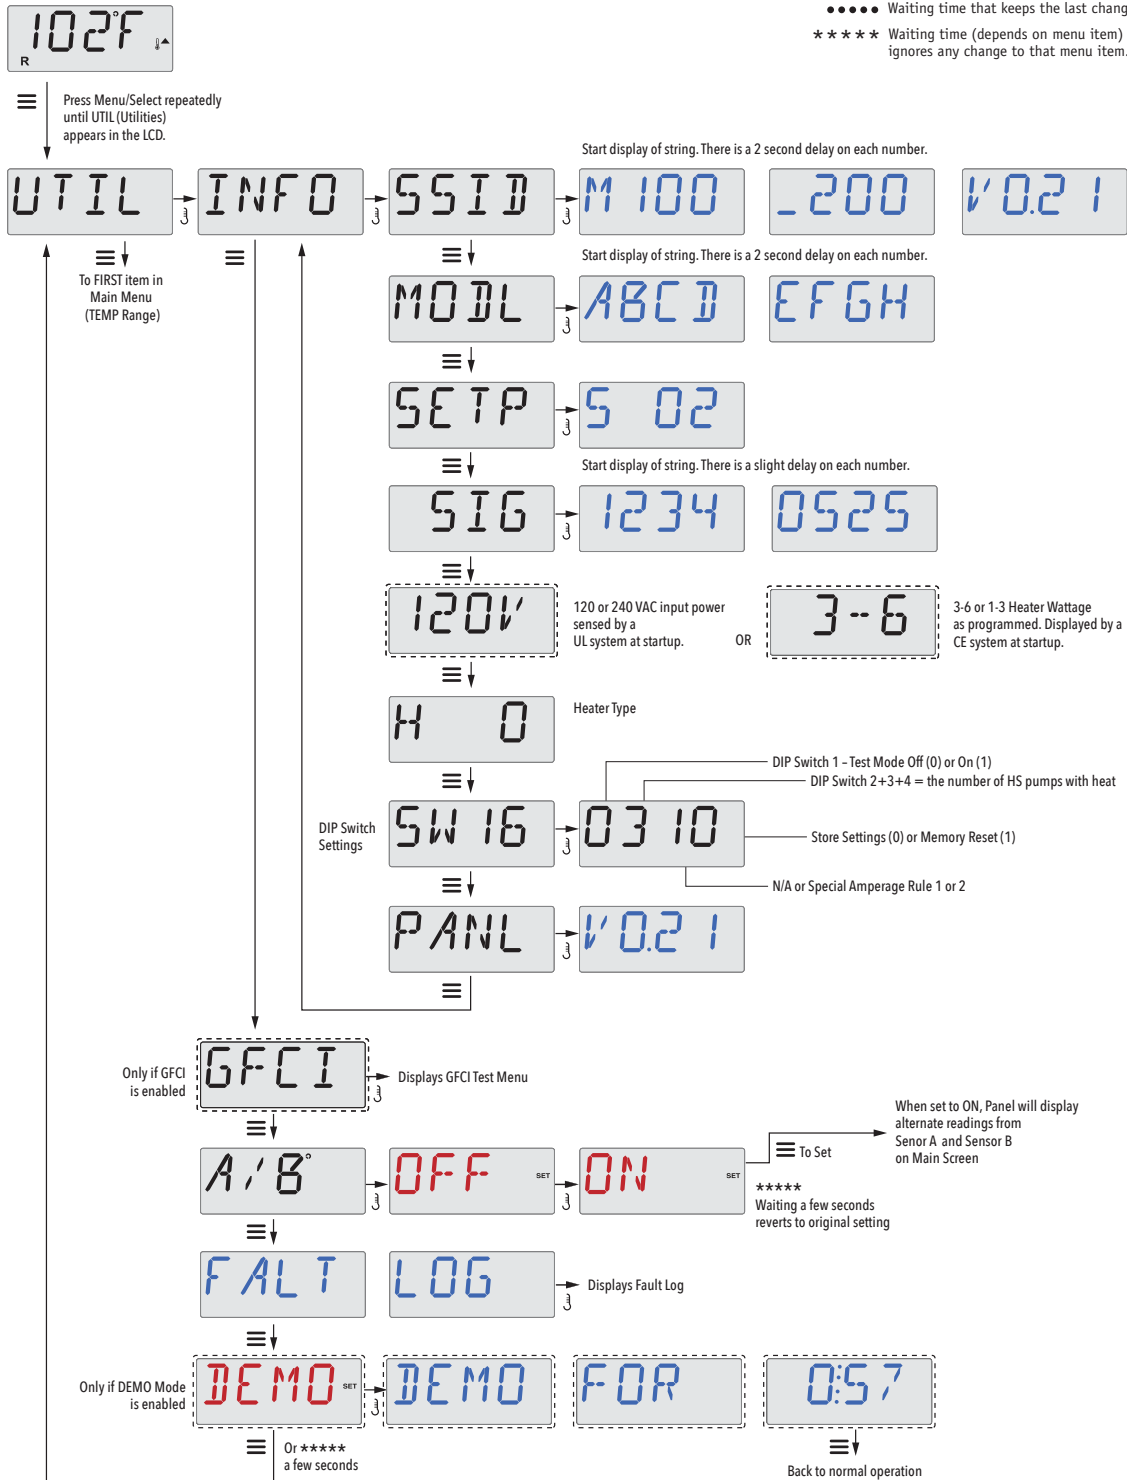 102°F
R
●●●●● Waiting time that keeps the last chang
***** Waiting time (depends on menu item)
ignores any change to that menu item.
Press Menu/Select repeatedly
until UTIL (Utilities)
appears in the LCD.
Start display of string. There is a 2 second delay on each number.
UTIL INFO SSID M100 _200 V0.21
To FIRST item in
Main Menu
(TEMP Range)
Start display of string. There is a 2 second delay on each number.
MODL ABCD EFGH
SETP S 02
Start display of string. There is a slight delay on each number.
SIG 1234 0525
120V
120 or 240 VAC input power
sensed by a
UL system at startup.
OR
3-6
3-6 or 1-3 Heater Wattage
as programmed. Displayed by a
CE system at startup.
H 0
Heater Type
DIP Switch 1 – Test Mode Off (0) or On (1)
DIP Switch 2+3+4 = the number of HS pumps with heat
DIP Switch
Settings
SW16 0310
Store Settings (0) or Memory Reset (1)
N/A or Special Amperage Rule 1 or 2
PANL V0.21
Only if GFCI
is enabled
GFCI
Displays GFCI Test Menu
A/B° OFF SET ON SET
To Set
When set to ON, Panel will display
alternate readings from
Senor A and Sensor B
on Main Screen
*****
Waiting a few seconds
reverts to original setting
FALT LOG
Displays Fault Log
Only if DEMO Mode
is enabled
DEMO SET DEMO FOR 0:57
Or *****
a few seconds
Back to normal operation